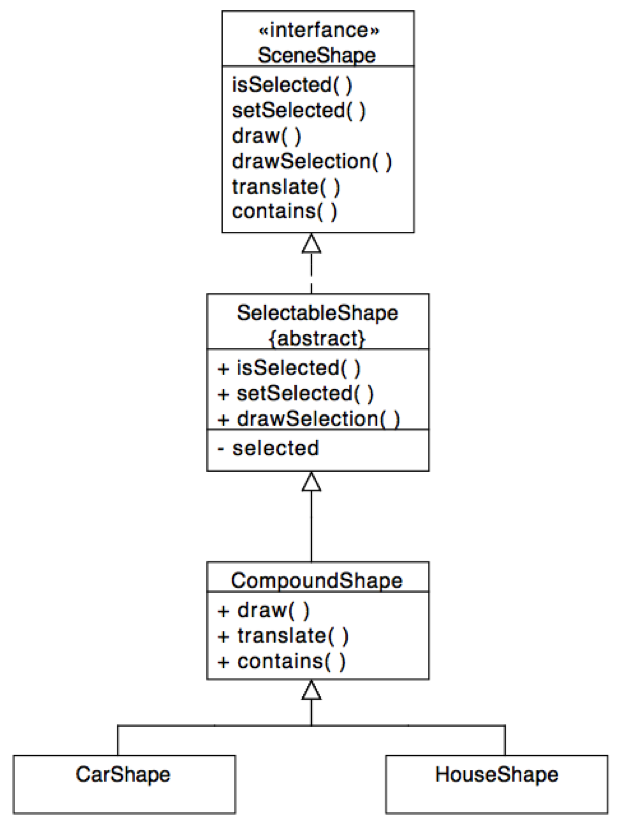 «interfance»
SceneShape
isSelected( )
setSelected( )
draw( )
drawSelection( )
translate( )
contains( )
SelectableShape
{abstract}
+ isSelected( )
+ setSelected( )
+ drawSelection( )
- selected
CompoundShape
+ draw( )
+ translate( )
+ contains( )
CarShape
HouseShape